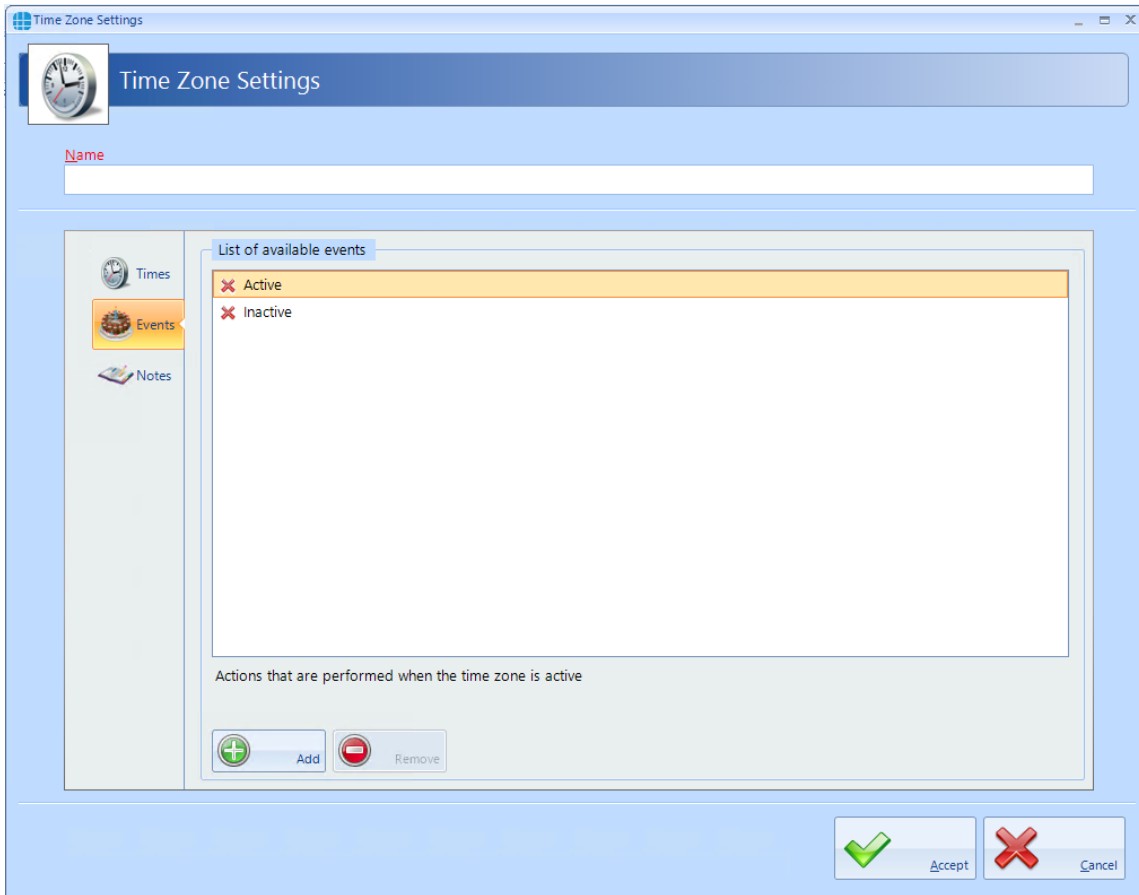 Time Zone Settings
Time Zone Settings
Name
Times
Events
Notes
List of available events
Active
Inactive
Actions that are performed when the time zone is active
Add
Remove
Accept
Cancel